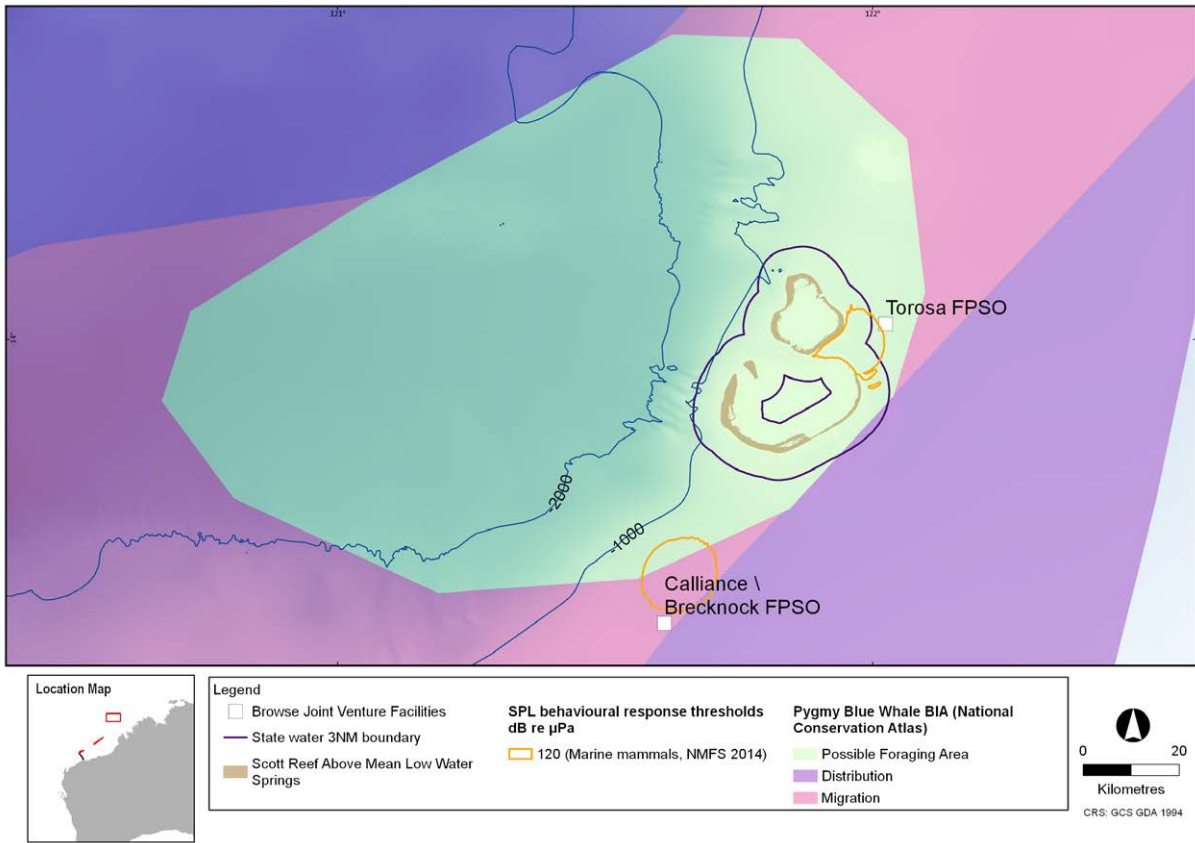 121°
122°
Torosa FPSO
-2000
-1000
Calliance \
Brecknock FPSO
Location Map
Legend
Browse Joint Venture Facilities
State water 3NM boundary
Scott Reef Above Mean Low Water
Springs
SPL behavioural response thresholds
dB re µPa
120 (Marine mammals, NMFS 2014)
Pygmy Blue Whale BIA (National
Conservation Atlas)
Possible Foraging Area
Distribution
Migration
0 20
Kilometres
CRS: GCS GDA 1994